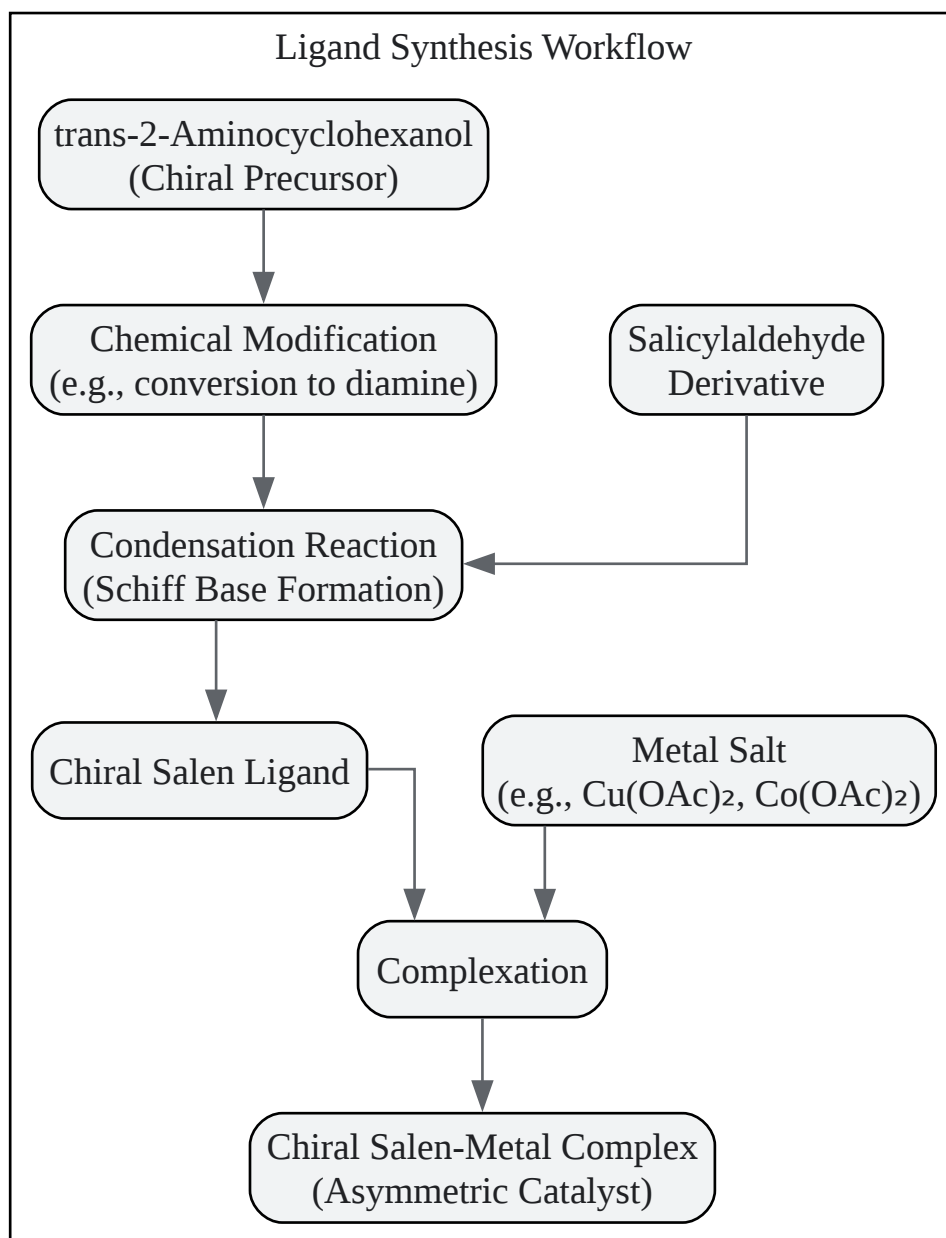 Ligand Synthesis Workflow
trans-2-Aminocyclohexanol
(Chiral Precursor)
Chemical Modification
(e.g., conversion to diamine)
Salicylaldehyde
Derivative
Condensation Reaction
(Schiff Base Formation)
Chiral Salen Ligand
Metal Salt
(e.g., Cu(OAc)₂, Co(OAc)₂)
Complexation
Chiral Salen-Metal Complex
(Asymmetric Catalyst)